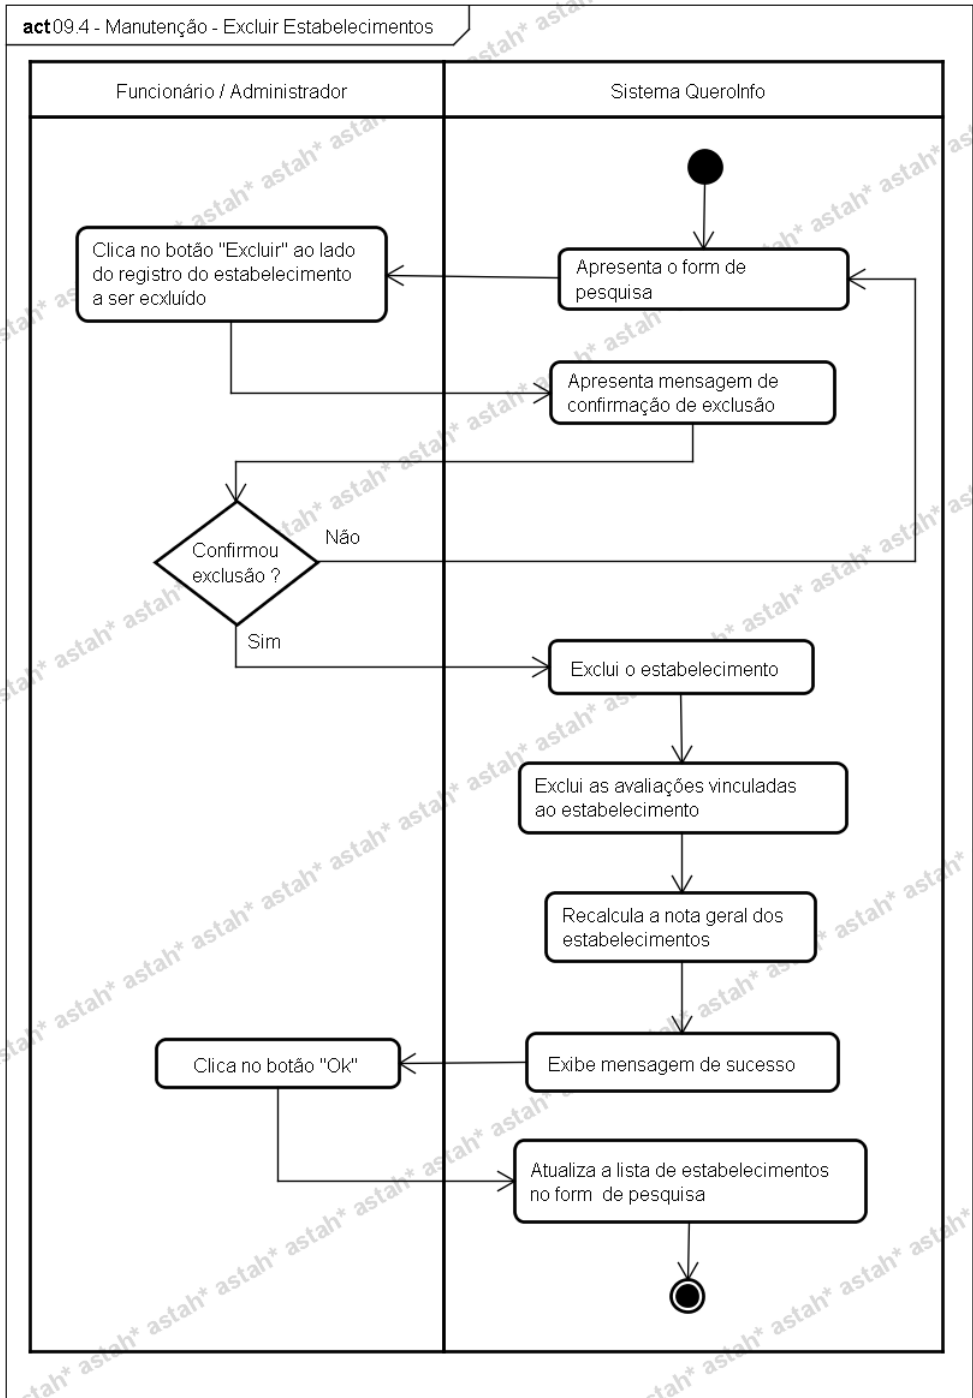 act 09.4 - Manutenção - Excluir Estabelecimentos
Funcionário / Administrador
Sistema QueroInfo
Apresenta o form de
pesquisa
Clica no botão "Excluir" ao lado
do registro do estabelecimento
a ser ecxluído
Apresenta mensagem de
confirmação de exclusão
Confirmou
exclusão ?
Não
Sim
Exclui o estabelecimento
Exclui as avaliações vinculadas
ao estabelecimento
Recalcula a nota geral dos
estabelecimentos
Exibe mensagem de sucesso
Clica no botão "Ok"
Atualiza a lista de estabelecimentos
no form  de pesquisa